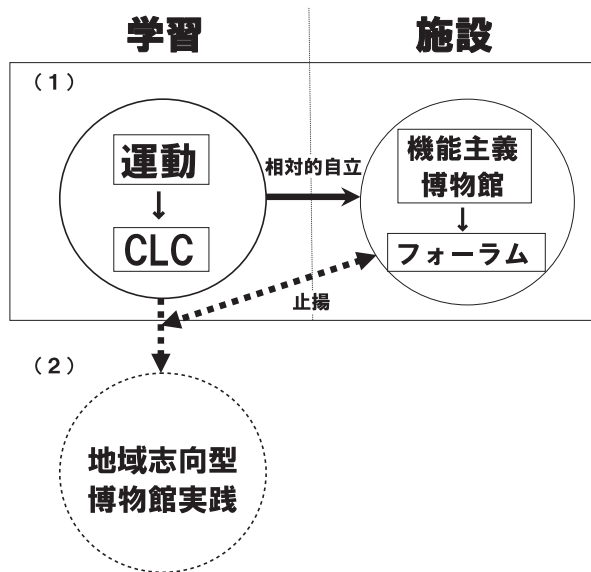 学習
施設
（1）
運動
↓
CLC
相対的自立
機能主義
博物館
↓
フォーラム
止揚
（2）
地域志向型
博物館実践